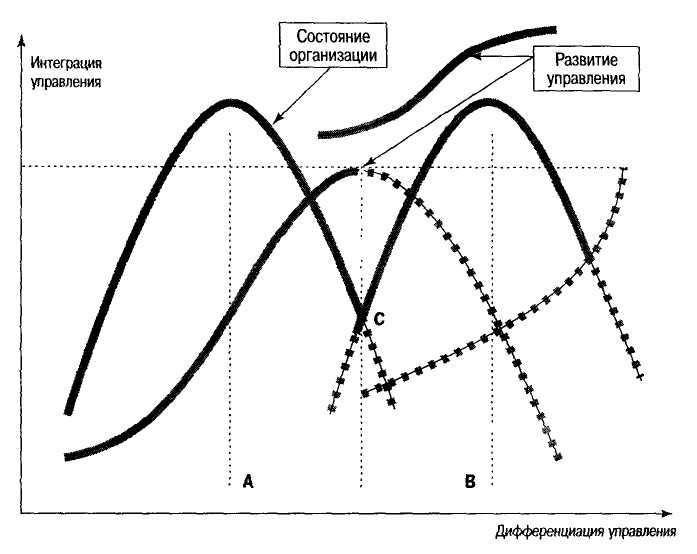 Состояние
организации
Интеграция
управления
Развитие
управления
C
A
B
Дифференциация управления